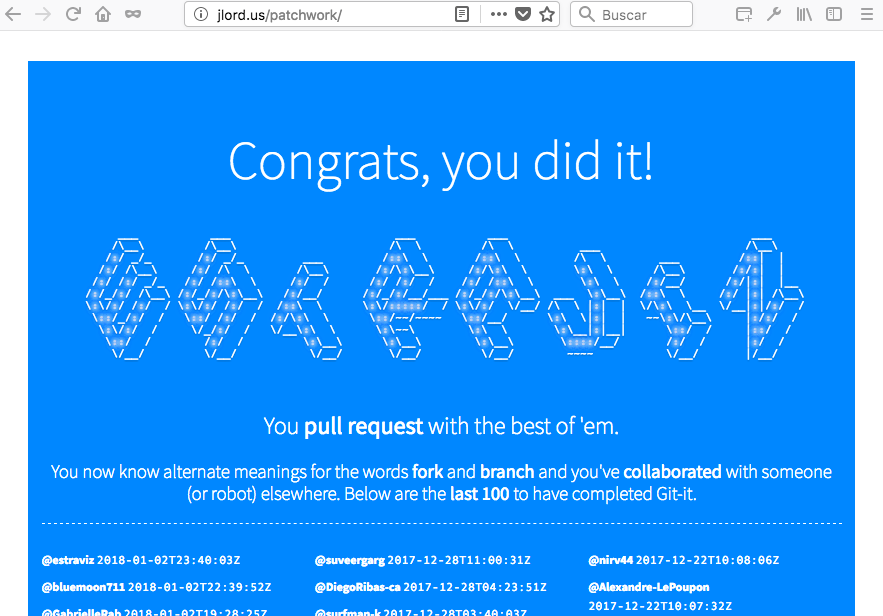 jlord.us/patchwork/
Buscar
Congrats, you did it!
You pull request with the best of 'em.
You now know alternate meanings for the words fork and branch and you've collaborated with someone
(or robot) elsewhere. Below are the last 100 to have completed Git-it.
@estraviz 2018-01-02T23:40:03Z
@suveergarg 2017-12-28T11:00:31Z
@nirv44 2017-12-22T10:08:06Z
@bluemoon711 2018-01-02T22:39:52Z
@DiegoRibas-ca 2017-12-28T04:23:51Z
@Alexandre-LePoupon
2017-12-22T10:07:32Z
@GabrielleRab 2018-01-02T19:28:25Z
@surfman-k 2017-12-28T03:40:03Z